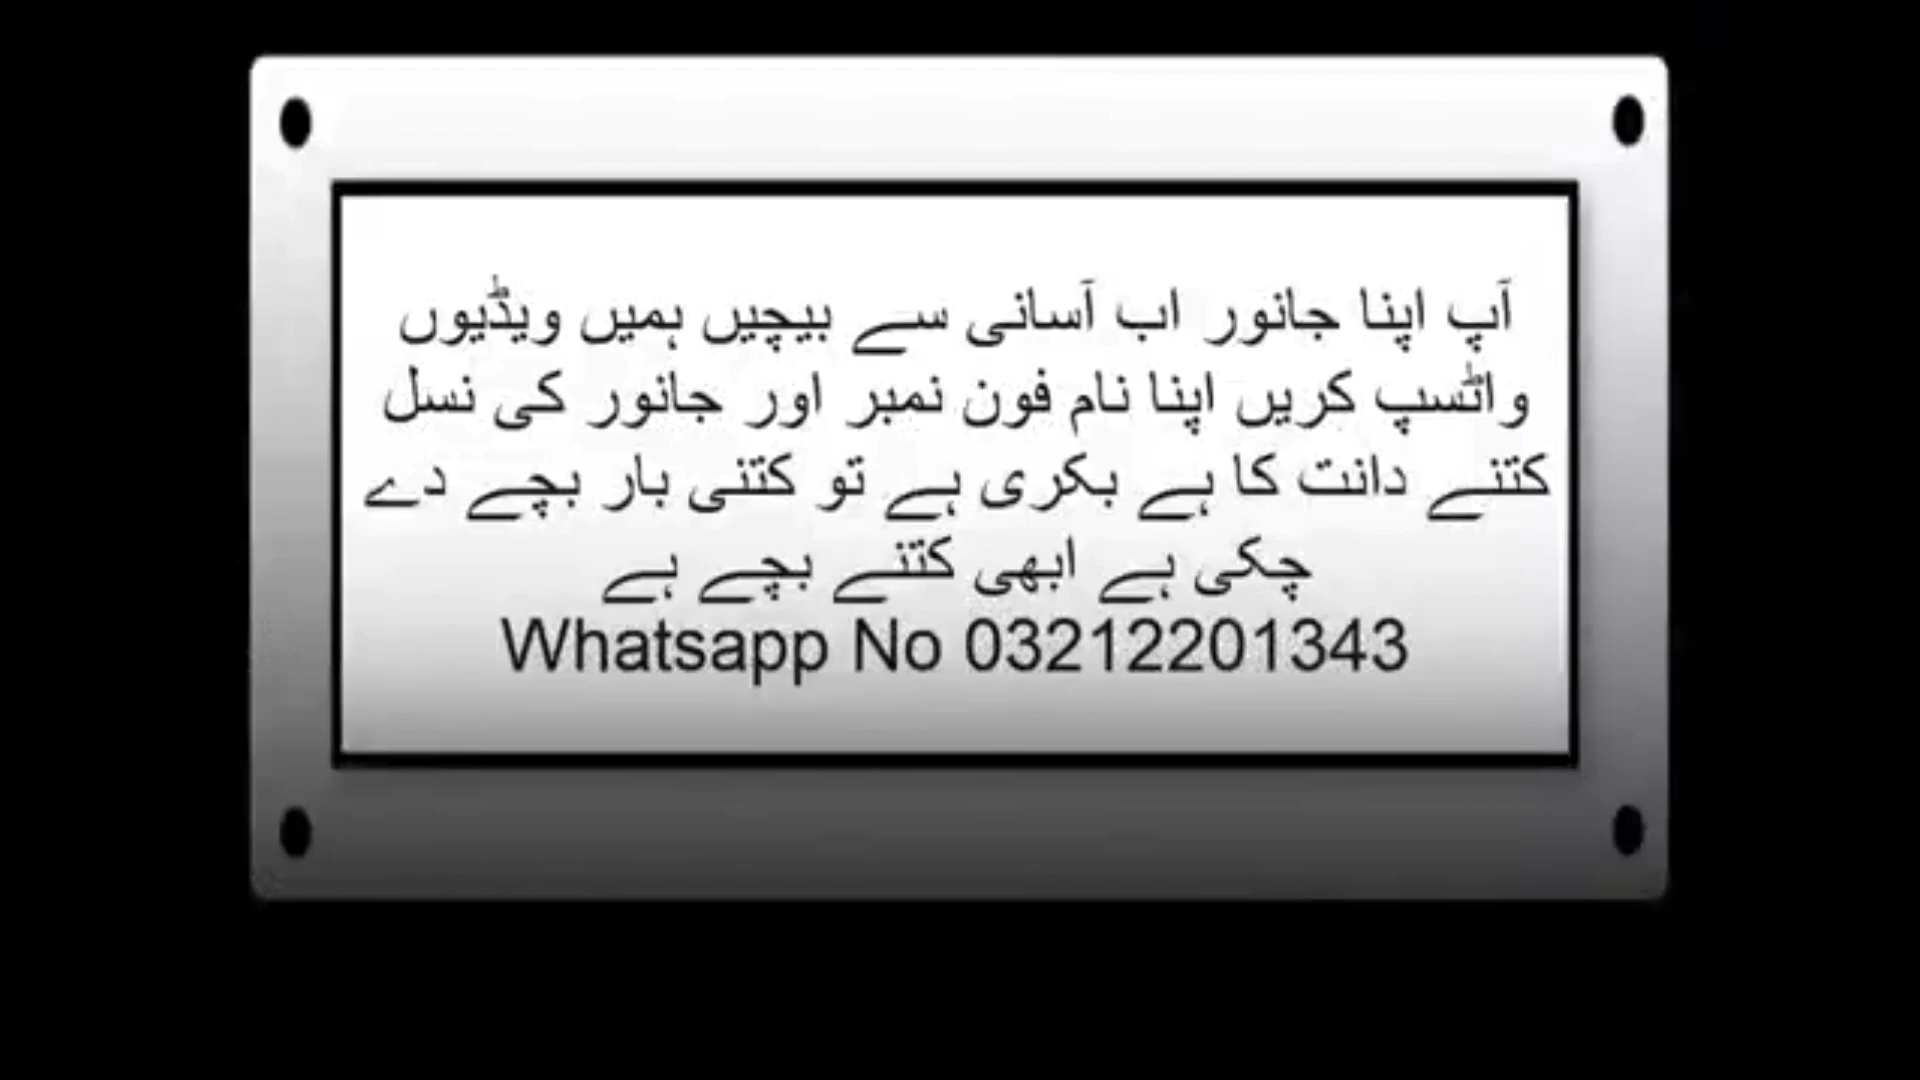 آپ اپنا جانور اب آسانی سے بیچیں ہمیں ویڈیوں
واٹسپ کریں اپنا نام فون نمبر اور جانور کی نسل
کتنے دانت کا ہے بکری ہے تو کتنی بار بچے دے
چکی ہے ابھی کتنے بچے ہے
Whatsapp No 03212201343